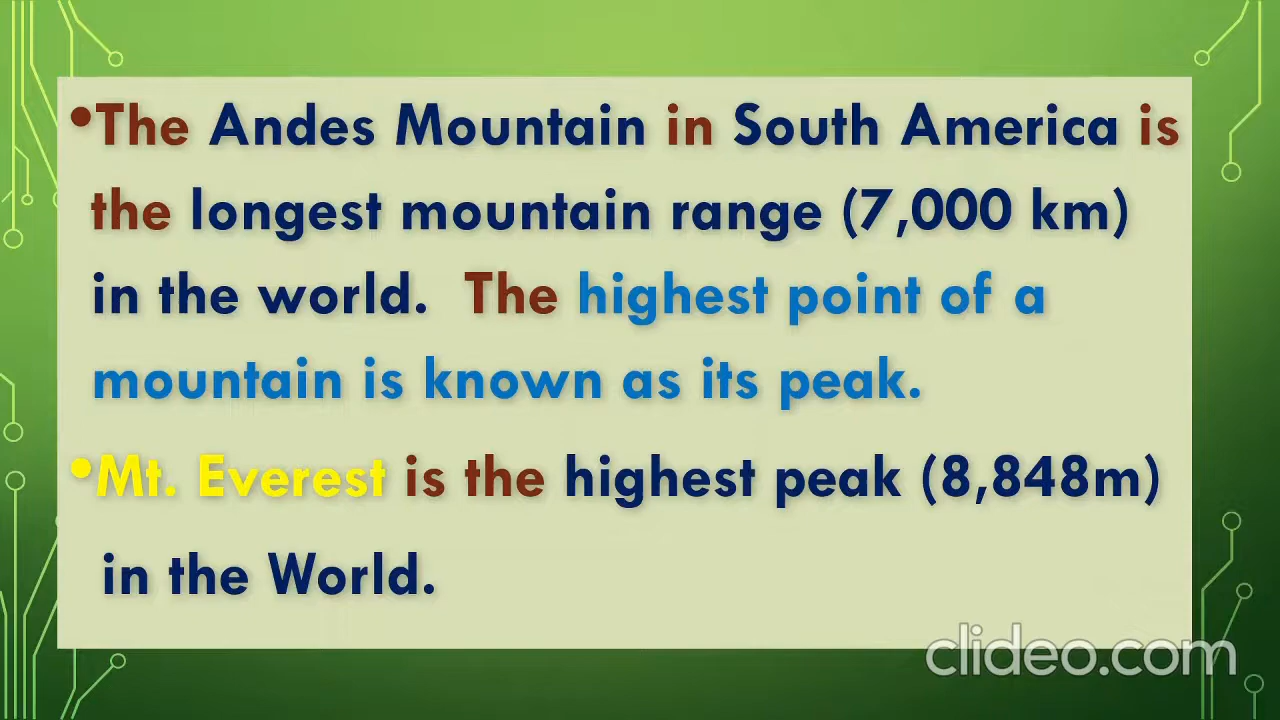 •The Andes Mountain in South America is
the longest mountain range (7,000 km)
in the world. The highest point of a
mountain is known as its peak.
•Mt. Everest is the highest peak (8,848m)
in the World.
clideo.com